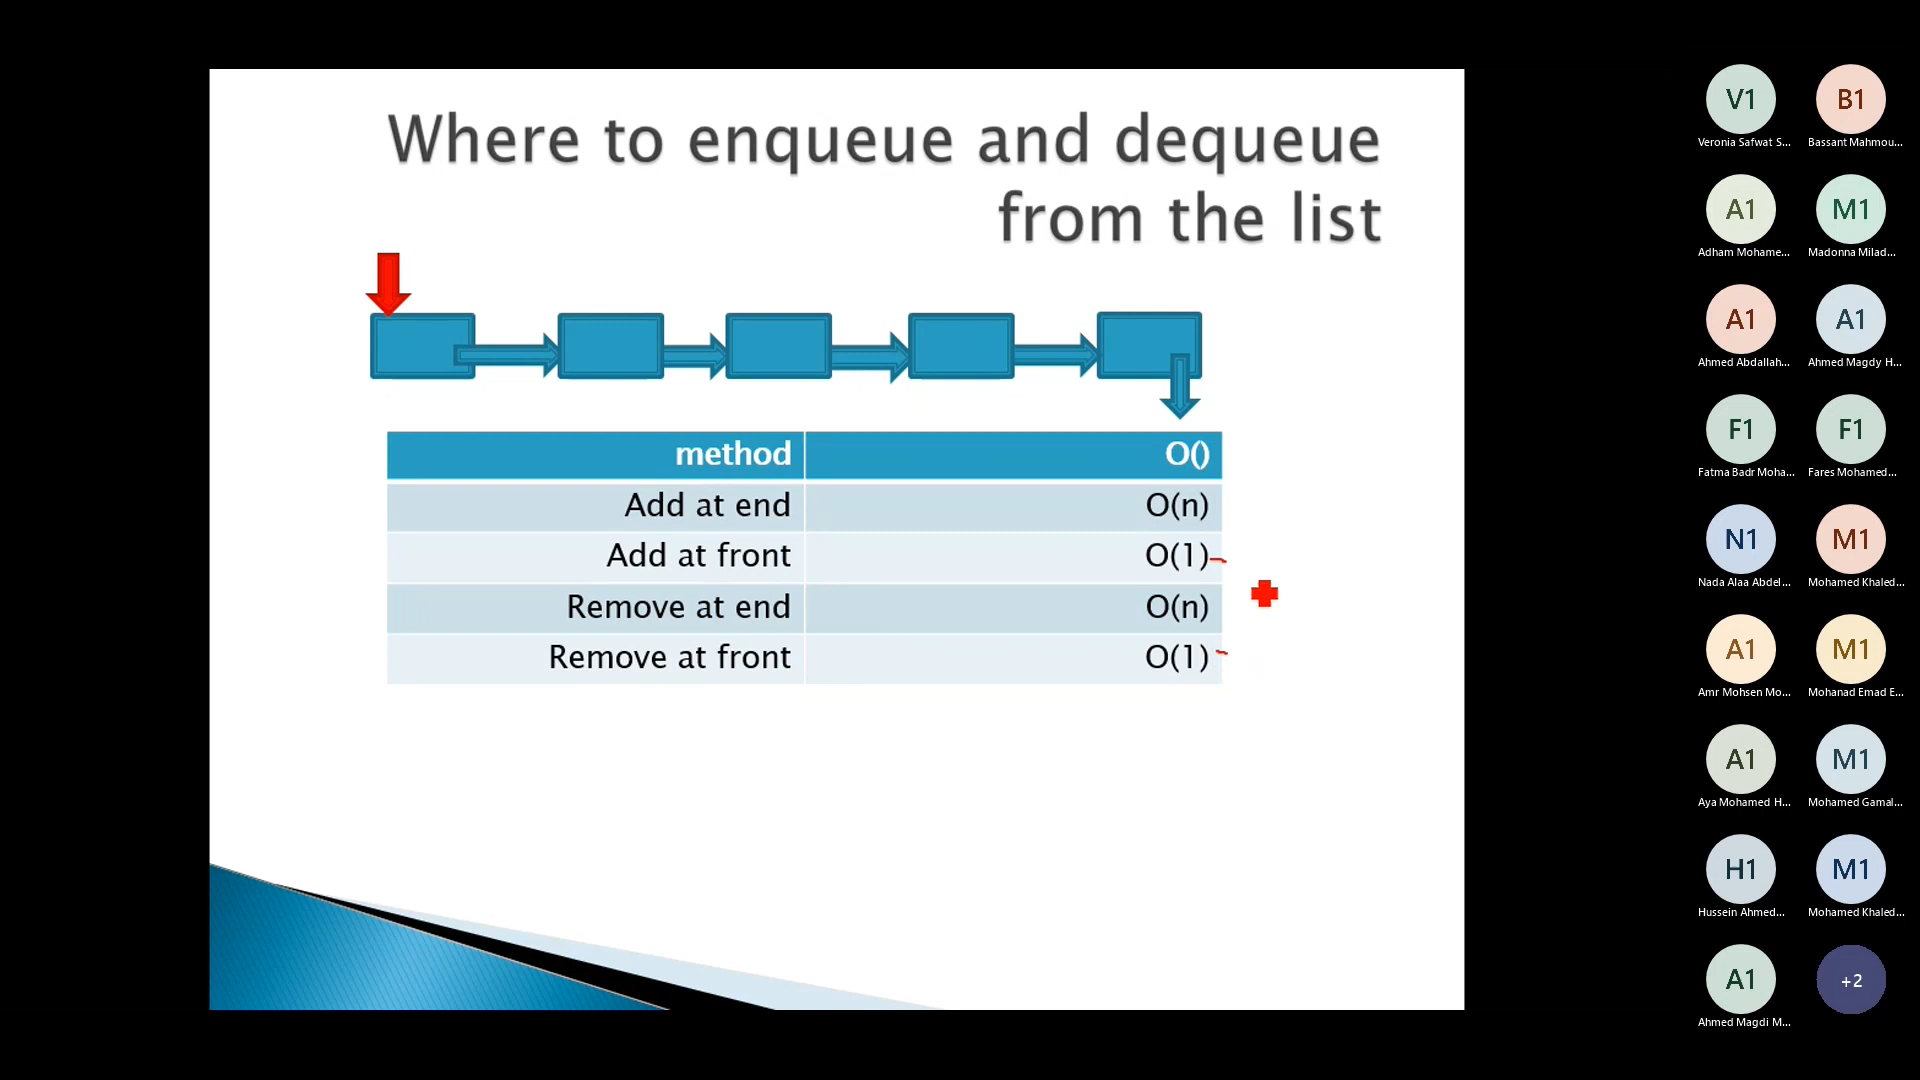 Where to enqueue and dequeue
from the list
method O()
Add at end O(n)
Add at front O(1)
Remove at end O(n)
Remove at front O(1)
V1 B1
Veronia Safwat S... Bassant Mahmou...
A1 M1
Adham Mohame... Madonna Milad...
A1 A1
Ahmed Abdallah... Ahmed Magdy H...
F1 F1
Fatma Badr Moha... Fares Mohamed...
N1 M1
Nada Alaa Abdel... Mohamed Khaled...
A1 M1
Amr Mohsen Mo... Mohanad Emad E...
A1 M1
Aya Mohamed H... Mohamed Gamal...
H1 M1
Hussein Ahmed... Mohamed Khaled...
A1 +2
Ahmed Magdi M...